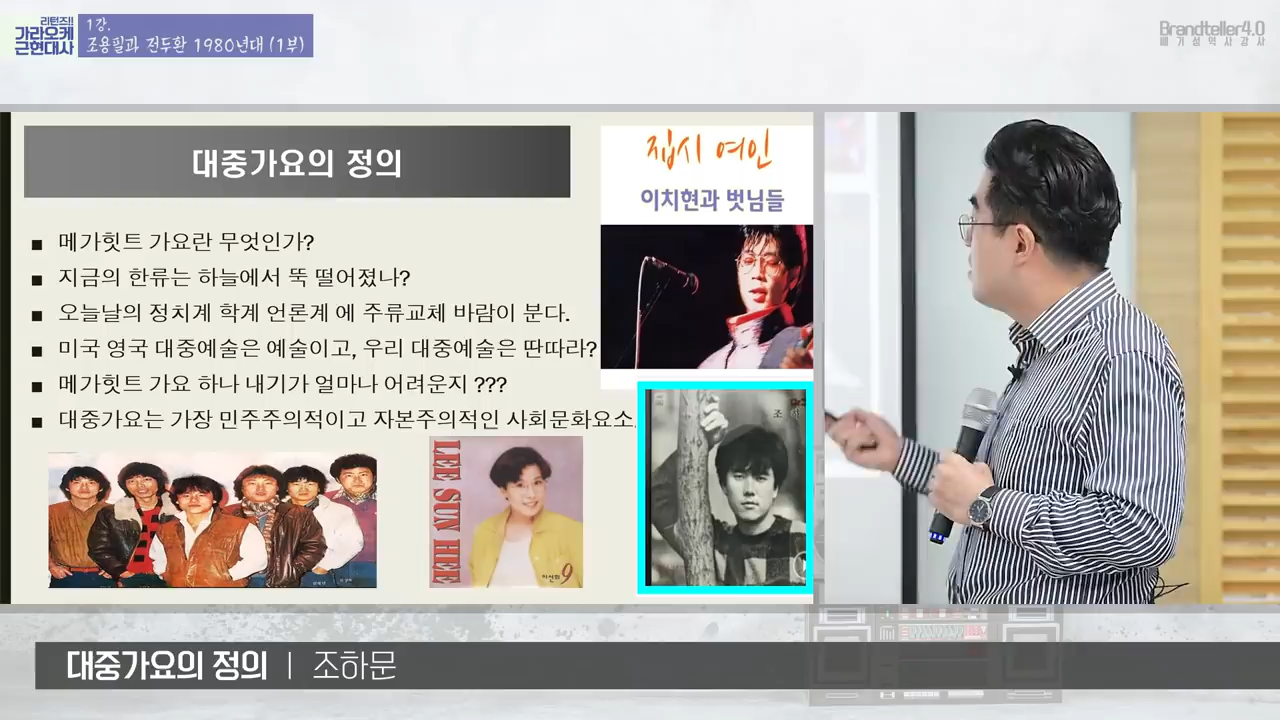 리턴즈!!
가라오케
근현대사
1강.
조용필과 전두환 1980년대 (1부)
Brandteller4.0
배기성역사강사
대중가요의 정의
집시 여인
이치현과 벗님들
■ 메가힛트 가요란 무엇인가?
■ 지금의 한류는 하늘에서 뚝 떨어졌나?
■ 오늘날의 정치계 학계 언론계 에 주류교체 바람이 분다.
■ 미국 영국 대중예술은 예술이고, 우리 대중예술은 딴따라?
■ 메가힛트 가요 하나 내기가 얼마나 어려운지 ???
■ 대중가요는 가장 민주주의적이고 자본주의적인 사회문화요소
LEE SUN HEE
이선희 9
조 하
대중가요의 정의 | 조하문